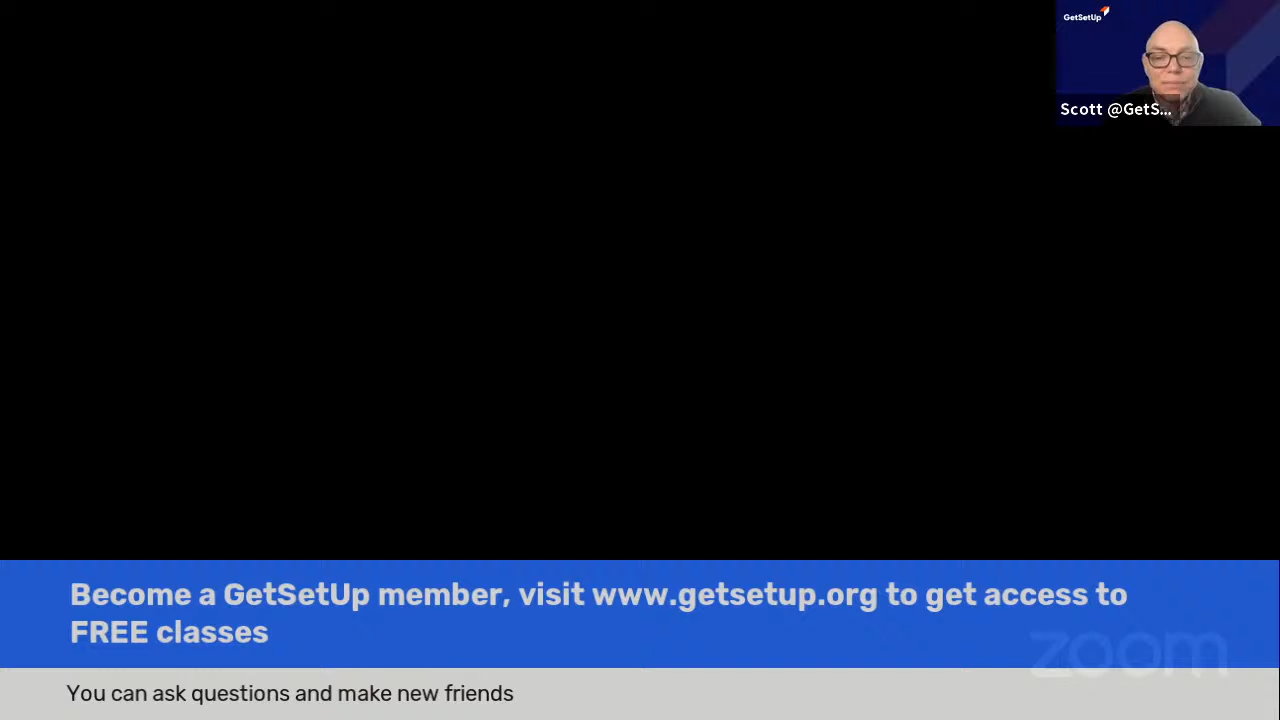 GetSetUp
Scott @GetS...
Become a GetSetUp member, visit www.getsetup.org to get access to
FREE classes
zoom
You can ask questions and make new friends